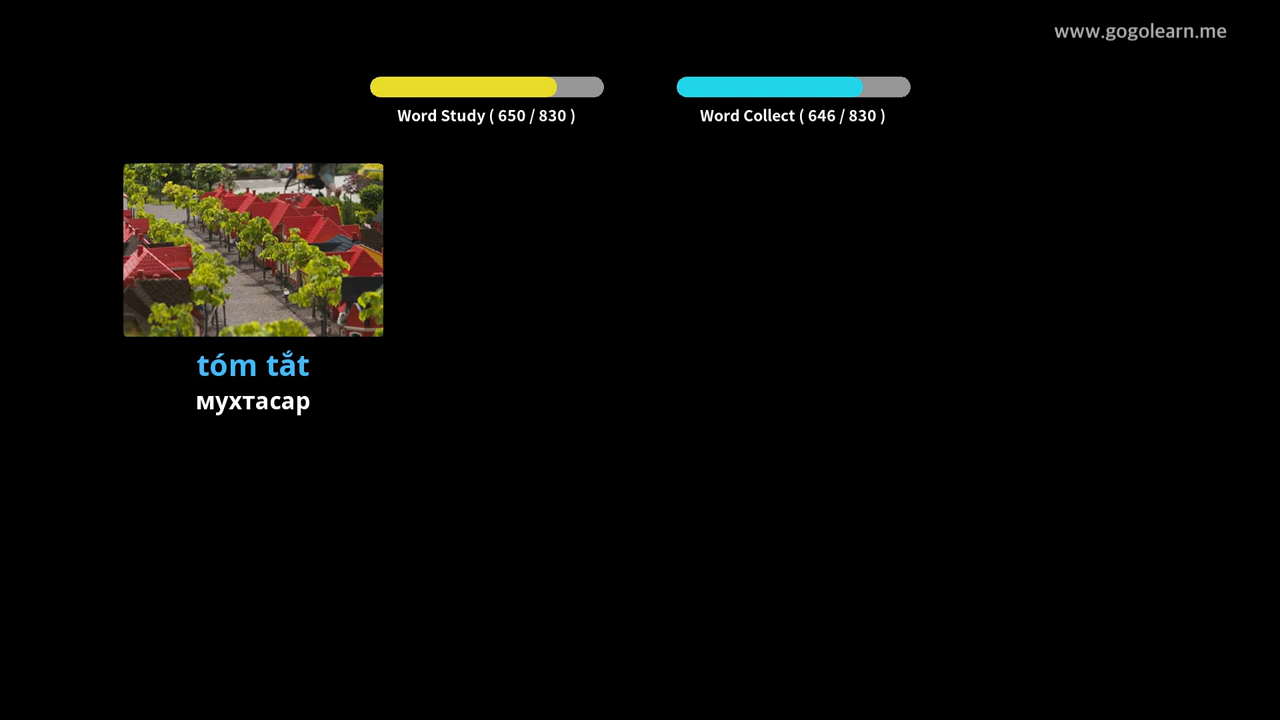 www.gogolearn.me
Word Study ( 650 / 830 )
Word Collect ( 646 / 830 )
tóm tắt
мухтасар